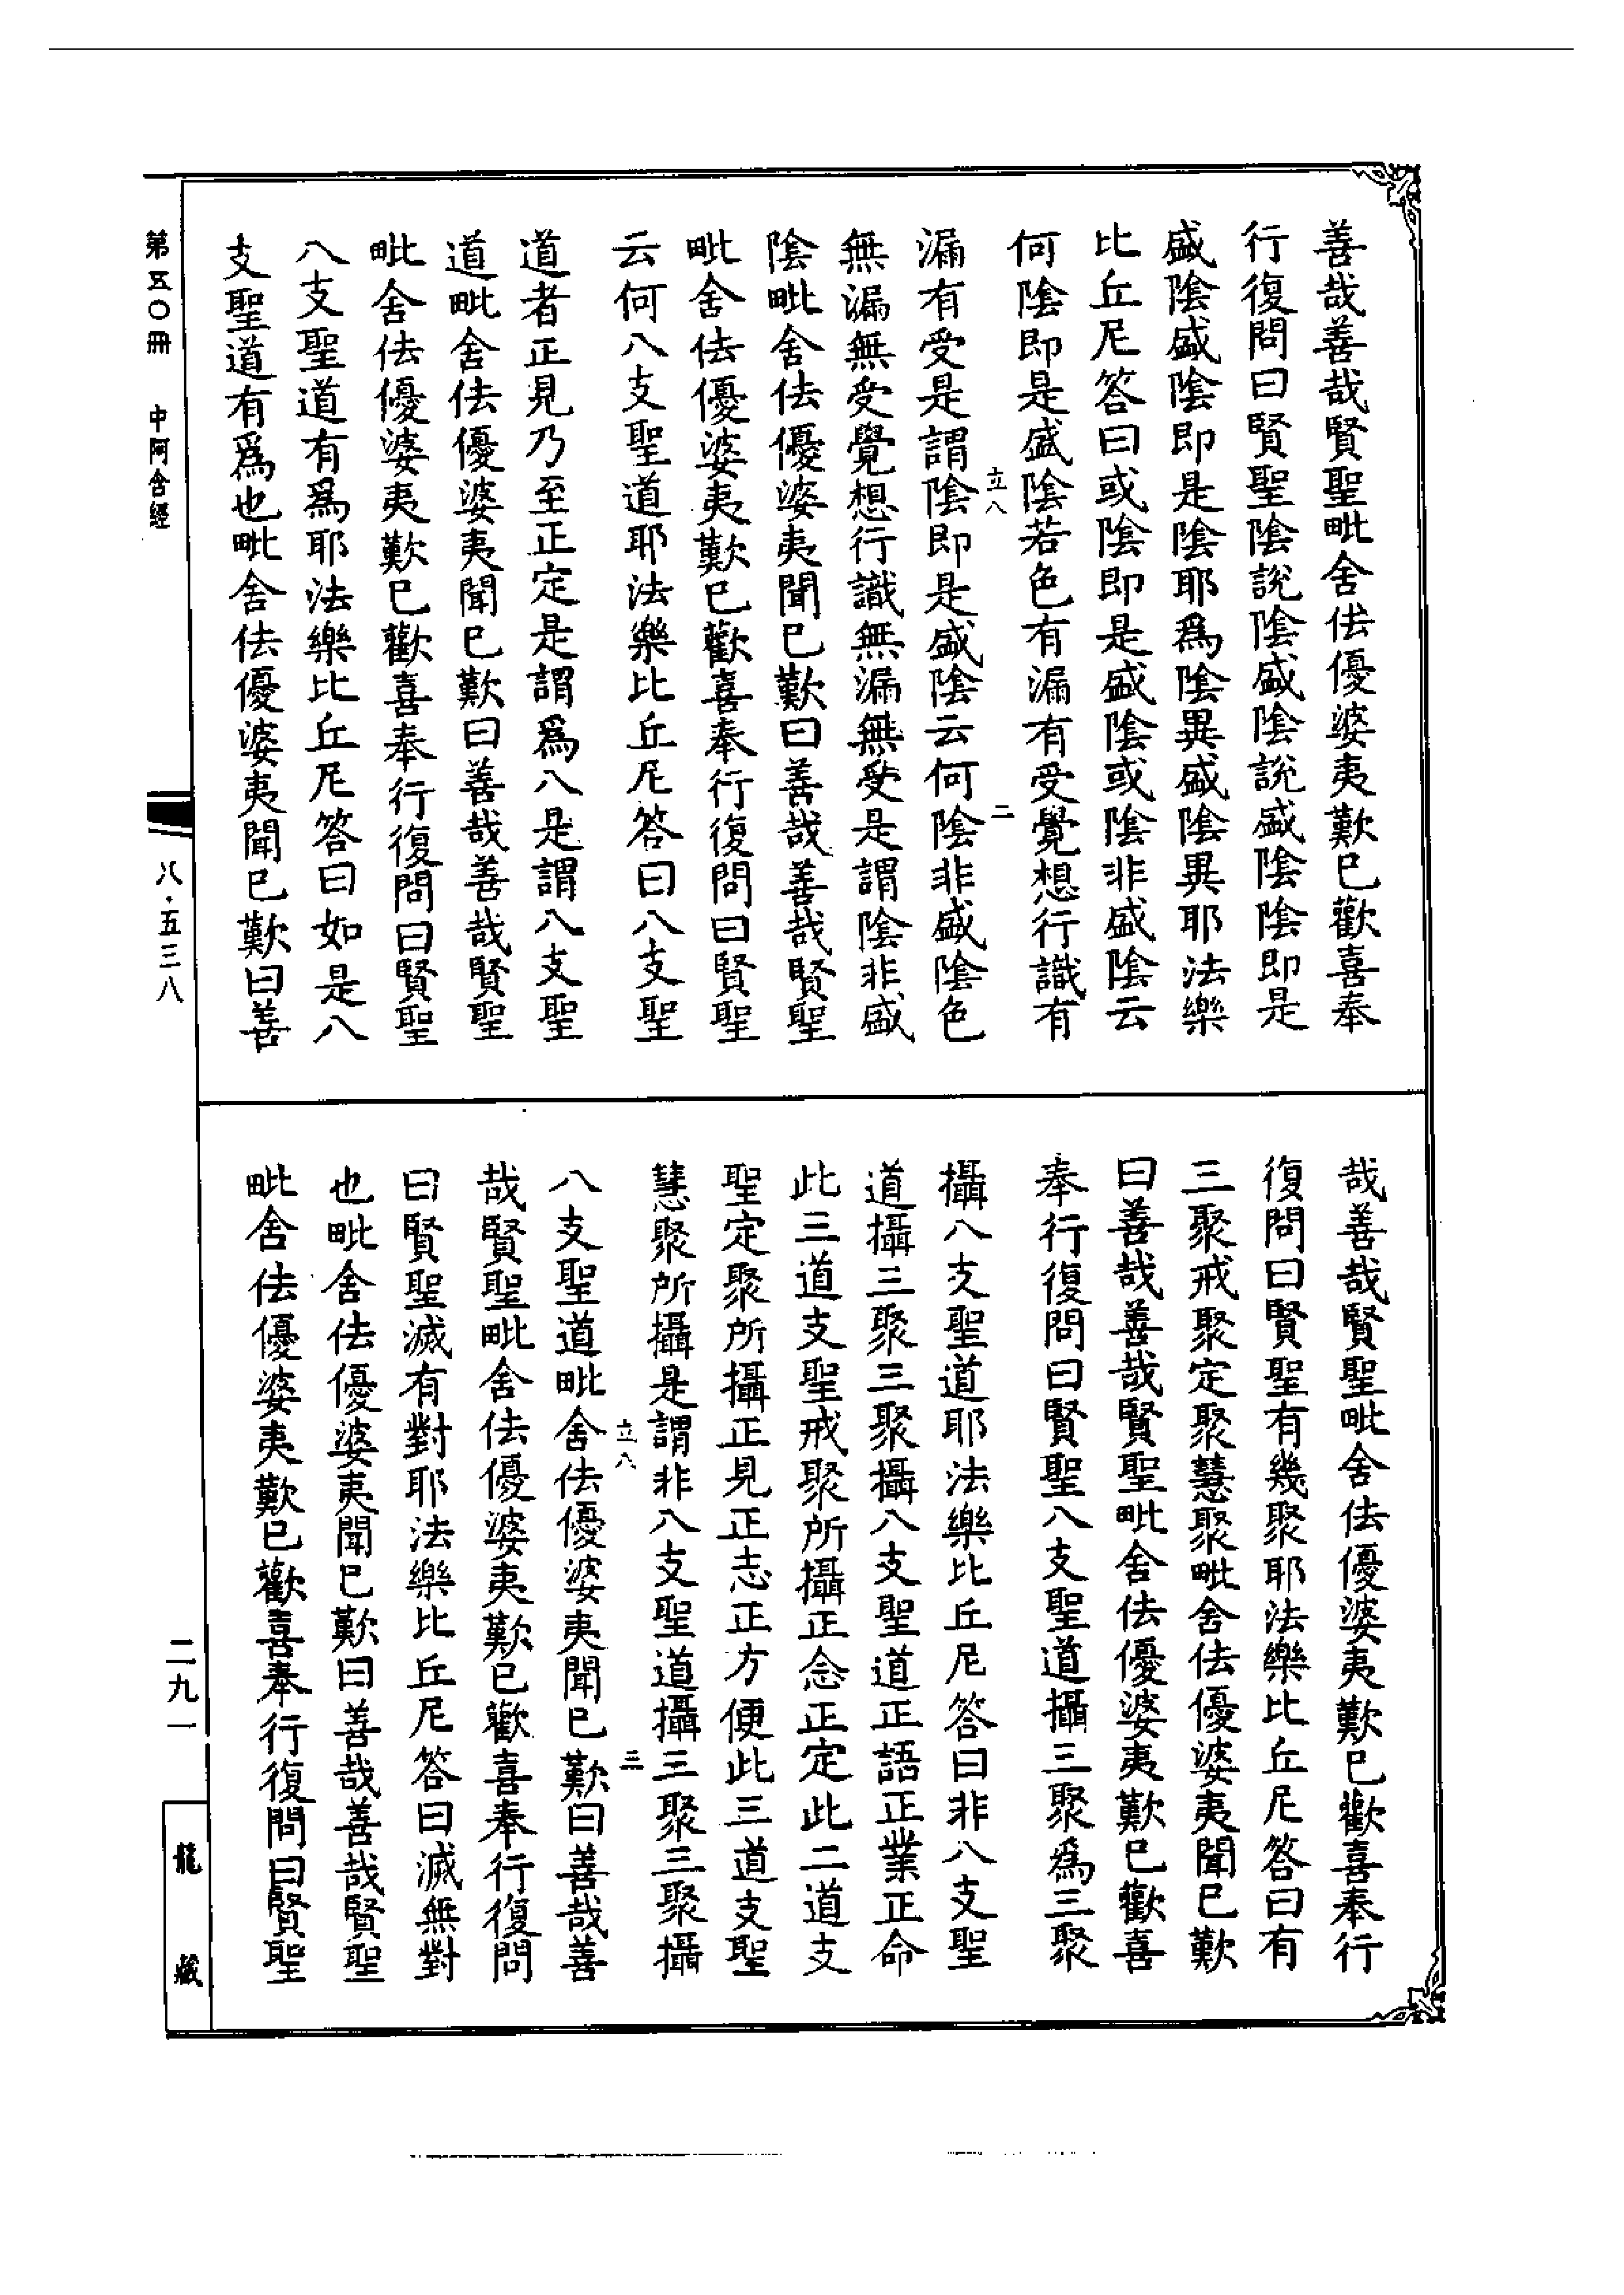 善哉善哉賢聖毗舍佉優婆夷歎已歡喜奉
行復問曰賢聖陰說陰盛陰說盛陰陰即是
盛陰盛陰即是陰耶爲陰異盛陰異耶法樂
比丘尼答曰或陰即是盛陰或陰非盛陰云
何陰即是盛陰若色有漏有受覺想行識有
立八
二
漏有受是謂陰即是盛陰云何陰非盛陰色
無漏無受覺想行識無漏無受是謂陰非盛
陰毗舍佉優婆夷聞已歎曰善哉善哉賢聖
毗舍佉優婆夷歎已歡喜奉行復問曰賢聖
云何八支聖道耶法樂比丘尼答曰八支聖
道者正見乃至正定是謂爲八是謂八支聖
道毗舍佉優婆夷聞已歎曰善哉善哉賢聖
毗舍佉優婆夷歎已歡喜奉行復問曰賢聖
八支聖道有爲耶法樂比丘尼答曰如是八
支聖道有爲也毗舍佉優婆夷聞已歎曰善
哉善哉賢聖毗舍佉優婆夷歎已歡喜奉行
復問曰賢聖有幾聚耶法樂比丘尼答曰有
三聚戒聚定聚慧聚毗舍佉優婆夷聞已歎
曰善哉善哉賢聖毗舍佉優婆夷歎已歡喜
奉行復問曰賢聖八支聖道攝三聚爲三聚
攝八支聖道耶法樂比丘尼答曰非八支聖
道攝三聚三聚攝八支聖道正語正業正命
此三道支聖戒聚所攝正念正定此二道支
聖定聚所攝正見正志正方便此三道支聖
慧聚所攝是謂非八支聖道攝三聚三聚攝
立八
三
八支聖道毗舍佉優婆夷聞已歎曰善哉善
哉賢聖毗舍佉優婆夷歎已歡喜奉行復問
曰賢聖滅有對耶法樂比丘尼答曰滅無對
也毗舍佉優婆夷聞已歎曰善哉善哉賢聖
毗舍佉優婆夷歎已歡喜奉行復問曰賢聖
第五〇冊 中阿含經
八·五三八
二九一
龍藏